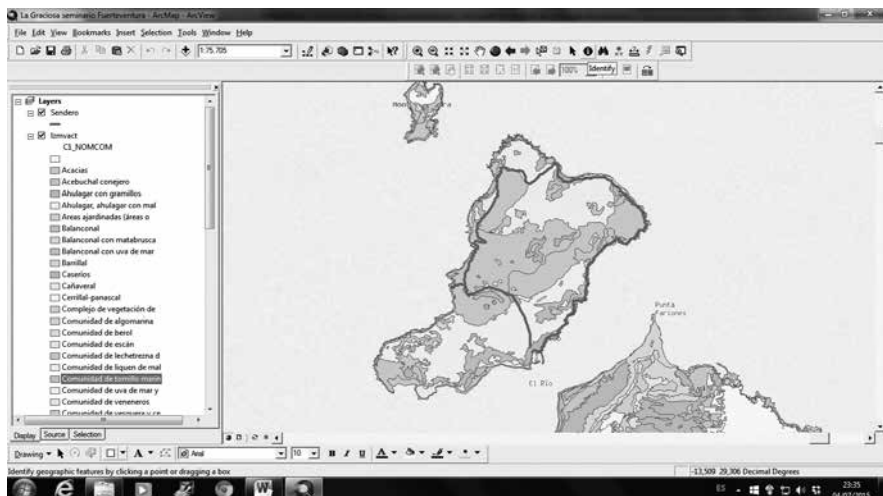 La Graciosa seminario Fuerteventura - ArcMap - ArcView
File Edit View Bookmarks Insert Selection Tools Window Help
1:75,705
100% Identify
Layers
Sendero
C1_NOMCOM
Acacias
Acebuchal conejero
Ahulagar con gramillos
Ahulagar, ahulagar con mal
Areas ajardinadas (áreas o
Balanconal
Balanconal con matabrusca
Balanconal con uva de mar
Barrillal
Caseríos
Cañaveral
Cerrillal-panascal
Complejo de vegetación de
Comunidad de algomarina
Comunidad de berol
Comunidad de escán
Comunidad de lechetrezna d
Comunidad de liquen de mal
Comunidad de tomillo marin
Comunidad de uva de mar y
Comunidad de veneneros
Comunidad de vesquera y ce
Punta
Fariones
El Río
Display Source Selection
Drawing A Arial 10 B I U A
Identify geographic features by clicking a point or dragging a box
-13,509 29,306 Decimal Degrees
ES 23:35